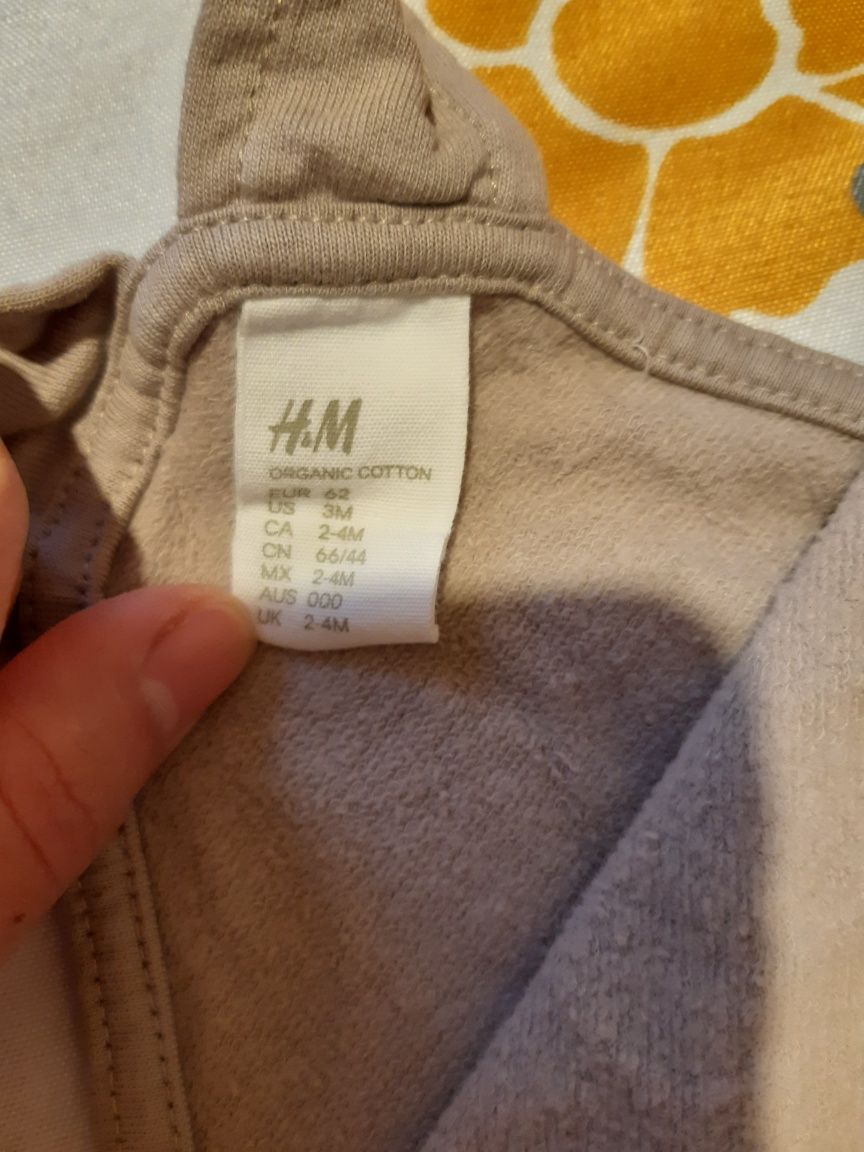 H&M
ORGANIC COTTON
EUR 62
US 3M
CA 2-4M
CN 66/44
MX 2-4M
AUS 000
UK 2-4M